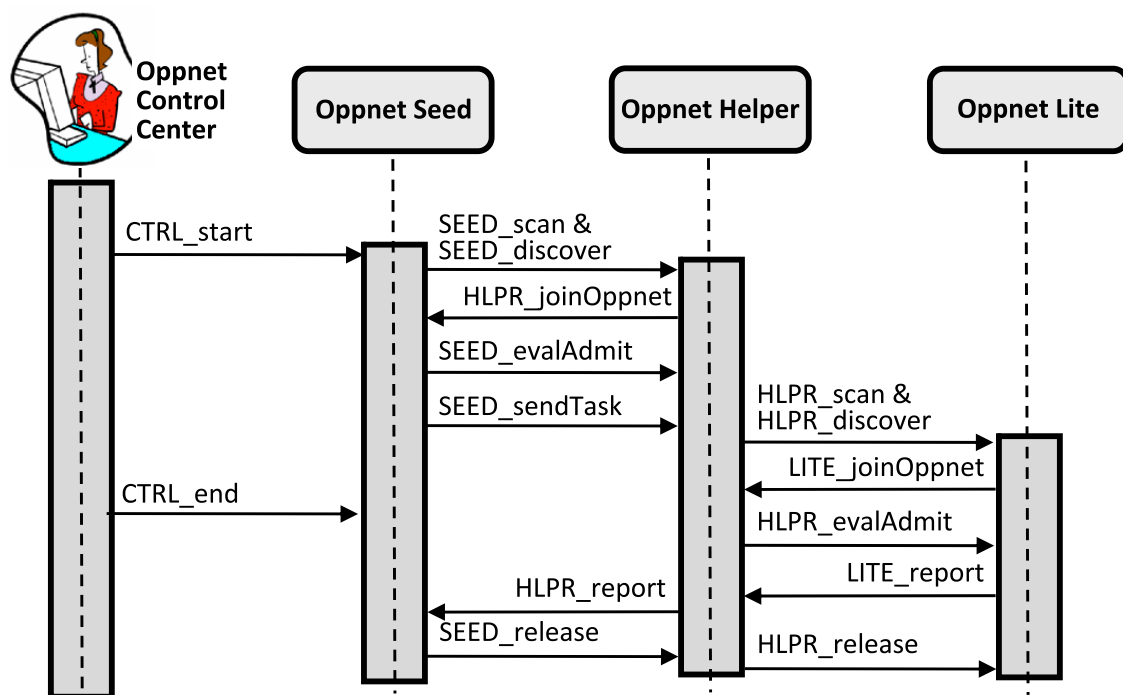 Oppnet
Control
Center
Oppnet Seed
Oppnet Helper
Oppnet Lite
CTRL_start
SEED_scan &
SEED_discover
HLPR_joinOppnet
SEED_evalAdmit
SEED_sendTask
HLPR_scan &
HLPR_discover
LITE_joinOppnet
CTRL_end
HLPR_evalAdmit
LITE_report
HLPR_report
SEED_release
HLPR_release